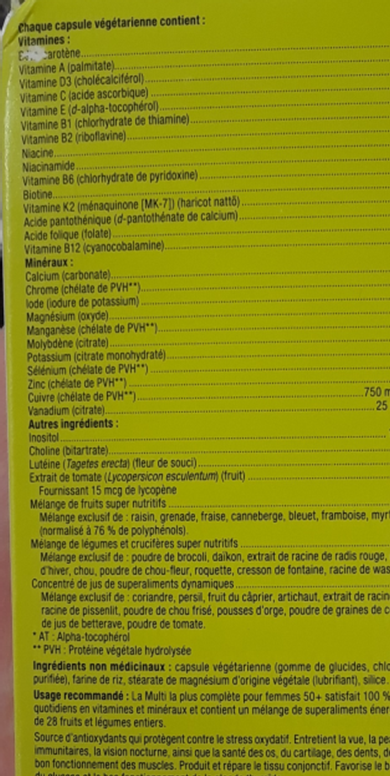 Chaque capsule végétarienne contient :
Vitamines :
carotène
Vitamine A (palmitate)
Vitamine D3 (cholécalciférol)
Vitamine C (acide ascorbique)
Vitamine E (d-alpha-tocophérol)
Vitamine B1 (chlorhydrate de thiamine)
Vitamine B2 (riboflavine)
Niacine
Niacinamide
Vitamine B6 (chlorhydrate de pyridoxine)
Biotine
Vitamine K2 (ménaquinone [MK-7]) (haricot nattō)
Acide pantothénique (d-pantothénate de calcium)
Acide folique (folate)
Vitamine B12 (cyanocobalamine)
Minéraux :
Calcium (carbonate)
Chrome (chélate de PVH**)
Iode (iodure de potassium)
Magnésium (oxyde)
Manganèse (chélate de PVH**)
Molybdène (citrate)
Potassium (citrate monohydraté)
Sélénium (chélate de PVH**)
Zinc (chélate de PVH**)
Cuivre (chélate de PVH**) 750 m
Vanadium (citrate) 25
Autres ingrédients :
Inositol
Choline (bitartrate)
Lutéine (Tagetes erecta) (fleur de souci)
Extrait de tomate (Lycopersicon esculentum) (fruit)
Fournissant 15 mcg de lycopène
Mélange de fruits super nutritifs
Mélange exclusif de : raisin, grenade, fraise, canneberge, bleuet, framboise, myrt
(normalisé à 76 % de polyphénols).
Mélange de légumes et crucifères super nutritifs
Mélange exclusif de : poudre de brocoli, daïkon, extrait de racine de radis rouge,
d'hiver, chou, poudre de chou-fleur, roquette, cresson de fontaine, racine de was
Concentré de jus de superaliments dynamiques
Mélange exclusif de : coriandre, persil, fruit du câprier, artichaut, extrait de racin
racine de pissenlit, poudre de chou frisé, pousses d'orge, poudre de graines de c
de jus de betterave, poudre de tomate.
* AT : Alpha-tocophérol
** PVH : Protéine végétale hydrolysée
Ingrédients non médicinaux : capsule végétarienne (gomme de glucides, chlo
purifiée), farine de riz, stéarate de magnésium d'origine végétale (lubrifiant), silice.
Usage recommandé : La Multi la plus complète pour femmes 50+ satisfait 100 %
quotidiens en vitamines et minéraux et contient un mélange de superaliments éner
de 28 fruits et légumes entiers.
Source d'antioxydants qui protègent contre le stress oxydatif. Entretient la vue, la pea
immunitaires, la vision nocturne, ainsi que la santé des os, du cartilage, des dents, d
bon fonctionnement des muscles. Produit et répare le tissu conjonctif. Favorise le